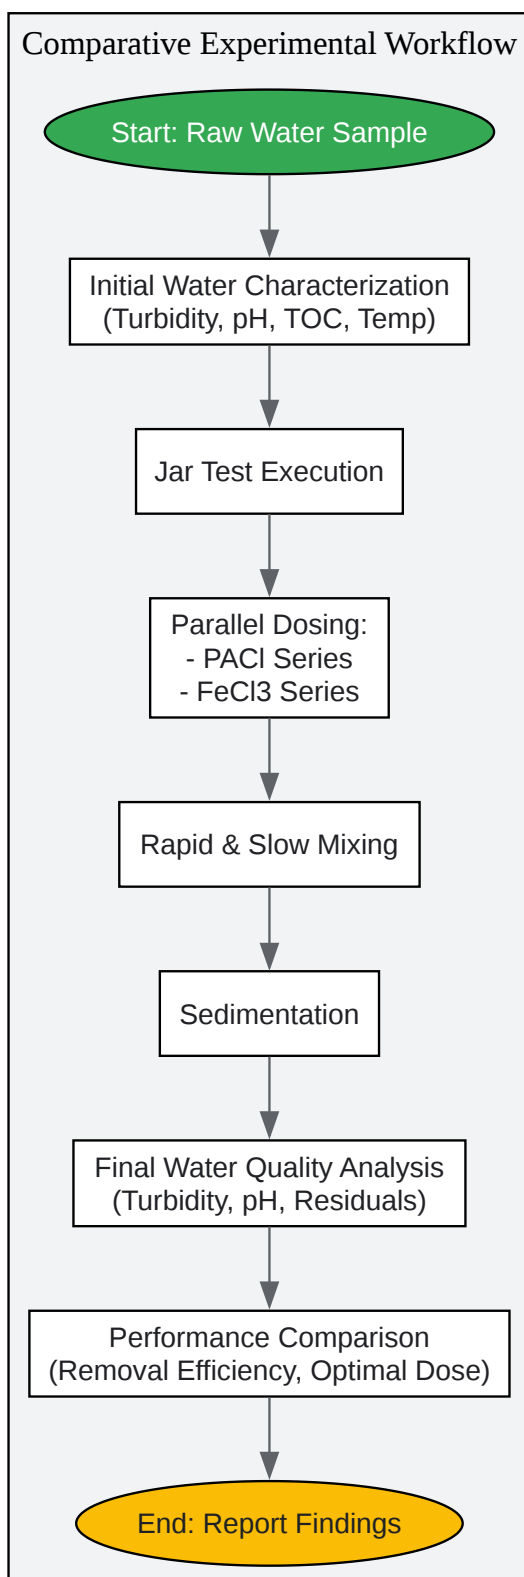 Comparative Experimental Workflow
Start: Raw Water Sample
Initial Water Characterization
(Turbidity, pH, TOC, Temp)
Jar Test Execution
Parallel Dosing:
- PACl Series
- FeCl3 Series
Rapid & Slow Mixing
Sedimentation
Final Water Quality Analysis
(Turbidity, pH, Residuals)
Performance Comparison
(Removal Efficiency, Optimal Dose)
End: Report Findings